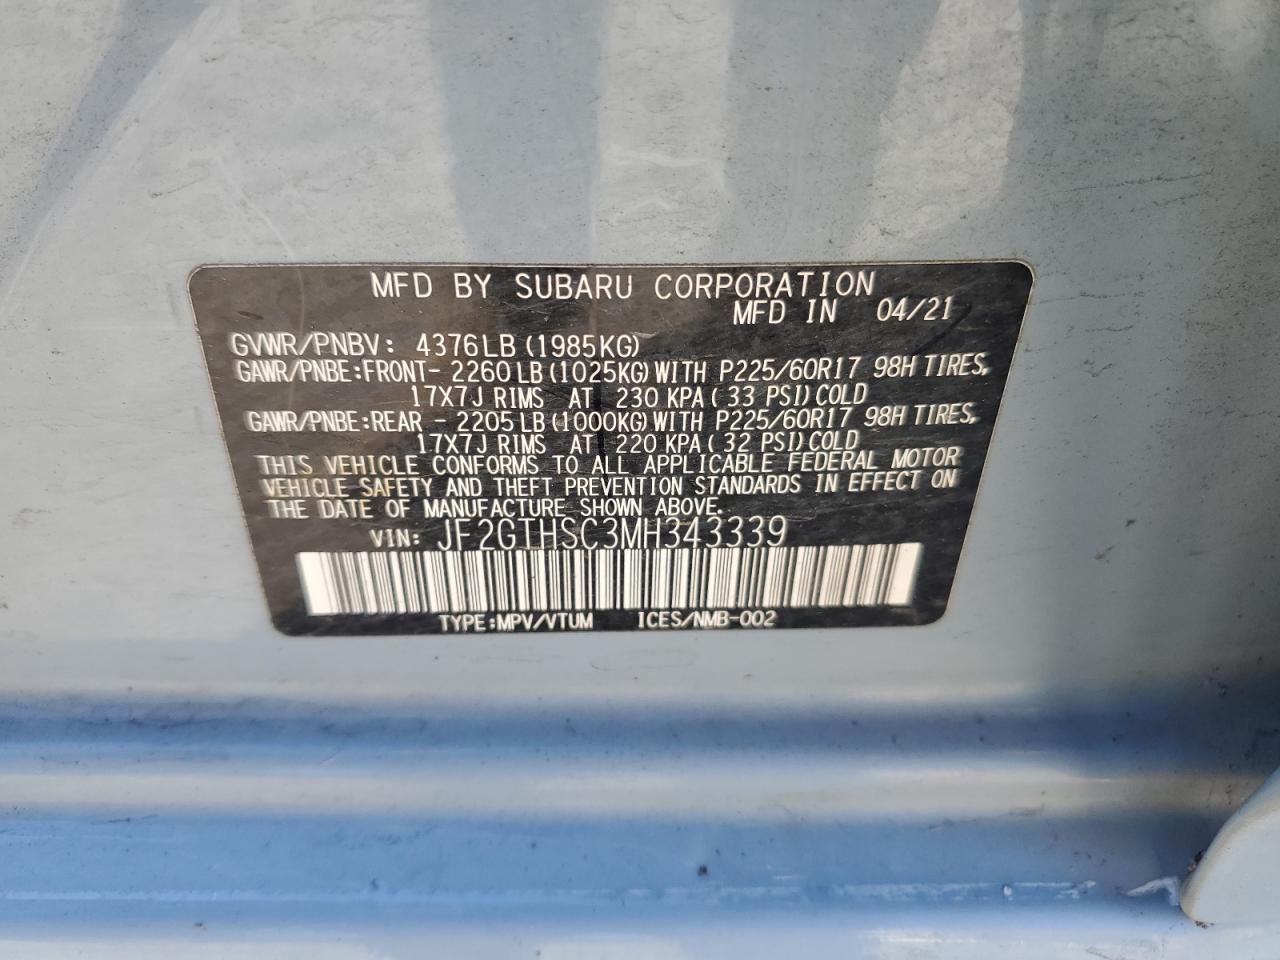 MFD BY SUBARU CORPORATION
MFD IN 04/21
GVWR/PNBV: 4376LB (1985KG)
GAWR/PNBE:FRONT- 2260LB (1025KG) WITH P225/60R17 98H TIRES,
17X7J RIMS AT 230 KPA ( 33 PSI) COLD
GAWR/PNBE:REAR - 2205LB (1000KG) WITH P225/60R17 98H TIRES,
17X7J RIMS AT 220 KPA ( 32 PSI) COLD
THIS VEHICLE CONFORMS TO ALL APPLICABLE FEDERAL MOTOR
VEHICLE SAFETY AND THEFT PREVENTION STANDARDS IN EFFECT ON
THE DATE OF MANUFACTURE SHOWN ABOVE.
VIN: JF2GTHSC3MH343339
TYPE:MPV/VTUM ICES/NMB-002